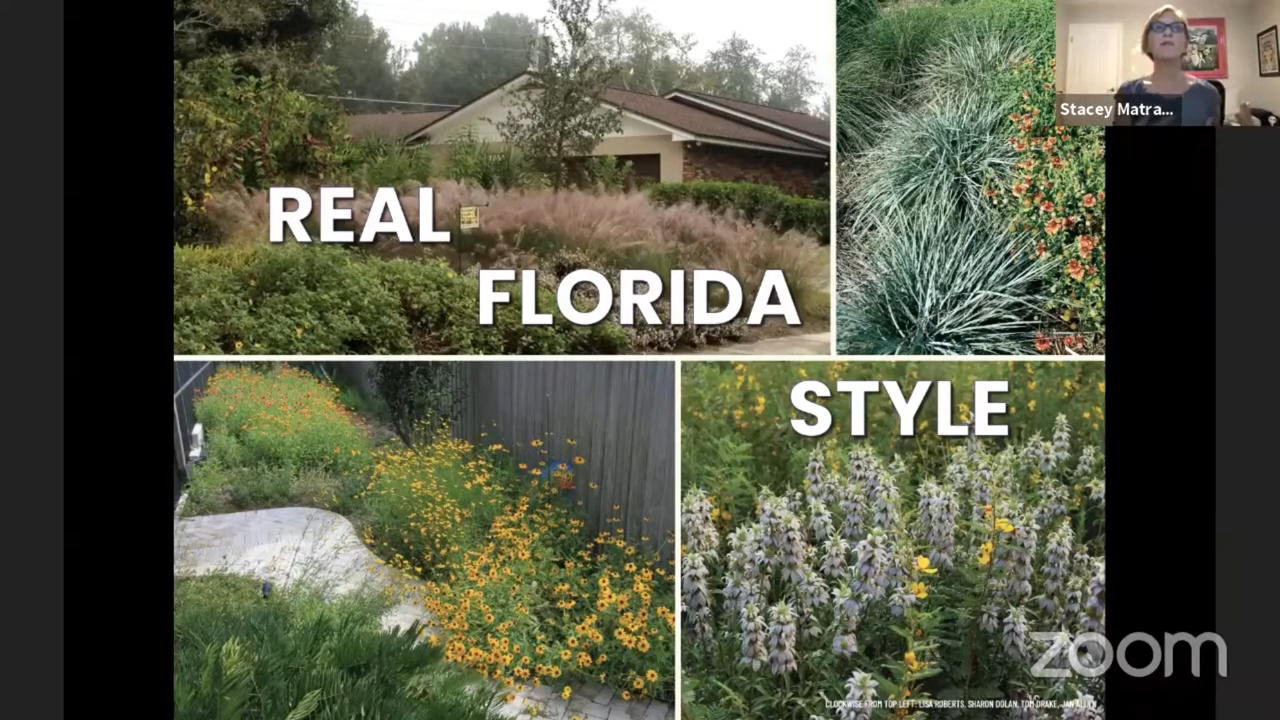 Stacey Matra...
REAL
FLORIDA
STYLE
zoom
CLOCKWISE FROM TOP LEFT: LISA ROBERTS, SHARON DOLAN, TOM DRAKE, JAN ALLYN